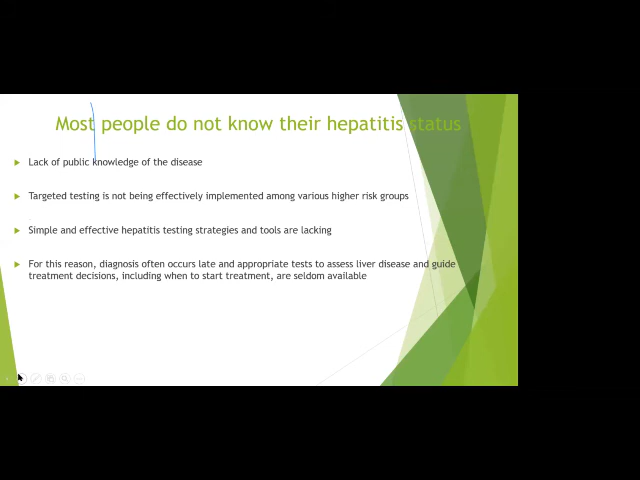 Most people do not know their hepatitis status
Lack of public knowledge of the disease
Targeted testing is not being effectively implemented among various higher risk groups
Simple and effective hepatitis testing strategies and tools are lacking
For this reason, diagnosis often occurs late and appropriate tests to assess liver disease and guide
treatment decisions, including when to start treatment, are seldom available